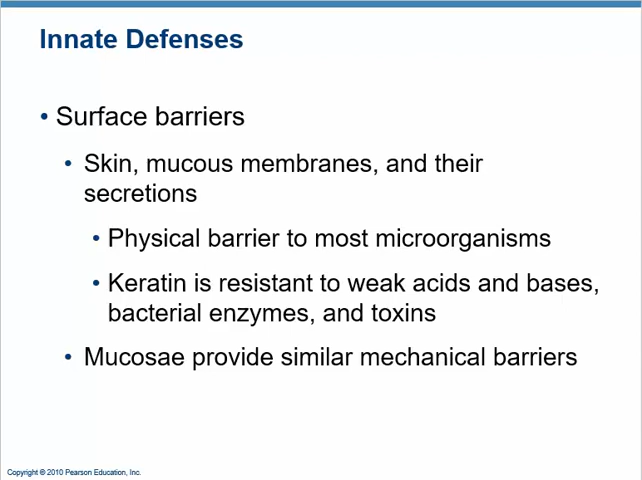 Innate Defenses
• Surface barriers
• Skin, mucous membranes, and their
secretions
• Physical barrier to most microorganisms
• Keratin is resistant to weak acids and bases,
bacterial enzymes, and toxins
• Mucosae provide similar mechanical barriers
Copyright © 2010 Pearson Education, Inc.